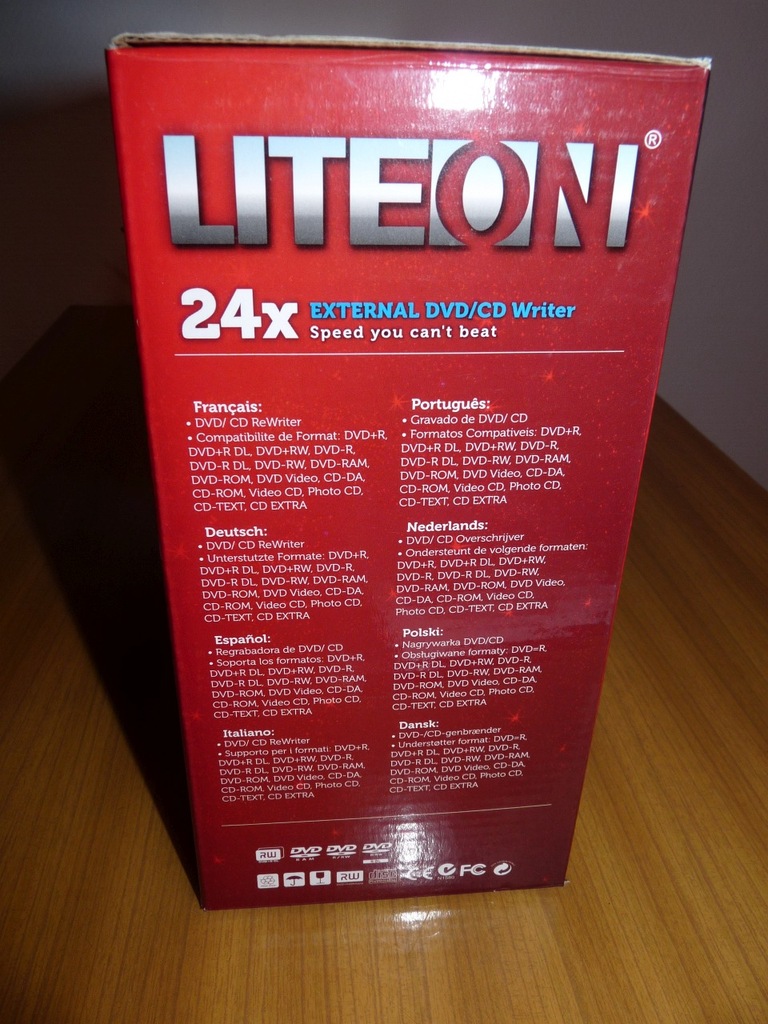 LITEON®
24x EXTERNAL DVD/CD Writer
Speed you can't beat
Français:
• DVD/ CD ReWriter
• Compatibilite de Format: DVD+R,
DVD+R DL, DVD+RW, DVD-R,
DVD-R DL, DVD-RW, DVD-RAM,
DVD-ROM, DVD Video, CD-DA,
CD-ROM, Video CD, Photo CD,
CD-TEXT, CD EXTRA
Deutsch:
• DVD/ CD ReWriter
• Unterstutzte Formate: DVD+R,
DVD+R DL, DVD+RW, DVD-R,
DVD-R DL, DVD-RW, DVD-RAM,
DVD-ROM, DVD Video, CD-DA,
CD-ROM, Video CD, Photo CD,
CD-TEXT, CD EXTRA
Español:
• Regrabadora de DVD/ CD
• Soporta los formatos: DVD+R,
DVD+R DL, DVD+RW, DVD-R,
DVD-R DL, DVD-RW, DVD-RAM,
DVD-ROM, DVD Video, CD-DA,
CD-ROM, Video CD, Photo CD,
CD-TEXT, CD EXTRA
Italiano:
• DVD/ CD ReWriter
• Supporto per i formati: DVD+R,
DVD+R DL, DVD+RW, DVD-R,
DVD-R DL, DVD-RW, DVD-RAM,
DVD-ROM, DVD Video, CD-DA,
CD-ROM, Video CD, Photo CD,
CD-TEXT, CD EXTRA
Português:
• Gravado de DVD/ CD
• Formatos Compativeis: DVD+R,
DVD+R DL, DVD+RW, DVD-R,
DVD-R DL, DVD-RW, DVD-RAM,
DVD-ROM, DVD Video, CD-DA,
CD-ROM, Video CD, Photo CD,
CD-TEXT, CD EXTRA
Nederlands:
• DVD/ CD Overschrijver
• Ondersteunt de volgende formaten:
DVD+R, DVD+R DL, DVD+RW,
DVD-R, DVD-R DL, DVD-RW,
DVD-RAM, DVD-ROM, DVD Video,
CD-DA, CD-ROM, Video CD,
Photo CD, CD-TEXT, CD EXTRA
Polski:
• Nagrywarka DVD/CD
• Obsługiwane formaty: DVD=R,
DVD+R DL, DVD+RW, DVD-R,
DVD-R DL, DVD-RW, DVD-RAM,
DVD-ROM, DVD Video, CD-DA,
CD-ROM, Video CD, Photo CD,
CD-TEXT, CD EXTRA
Dansk:
• DVD-/CD-genbrænder
• Understøtter format: DVD=R,
DVD+R DL, DVD+RW, DVD-R,
DVD-R DL, DVD-RW, DVD-RAM,
DVD-ROM, DVD Video, CD-DA,
CD-ROM, Video CD, Photo CD,
CD-TEXT, CD EXTRA
RW DVD RAM DVD R/RW DVD
RW disc CE FC